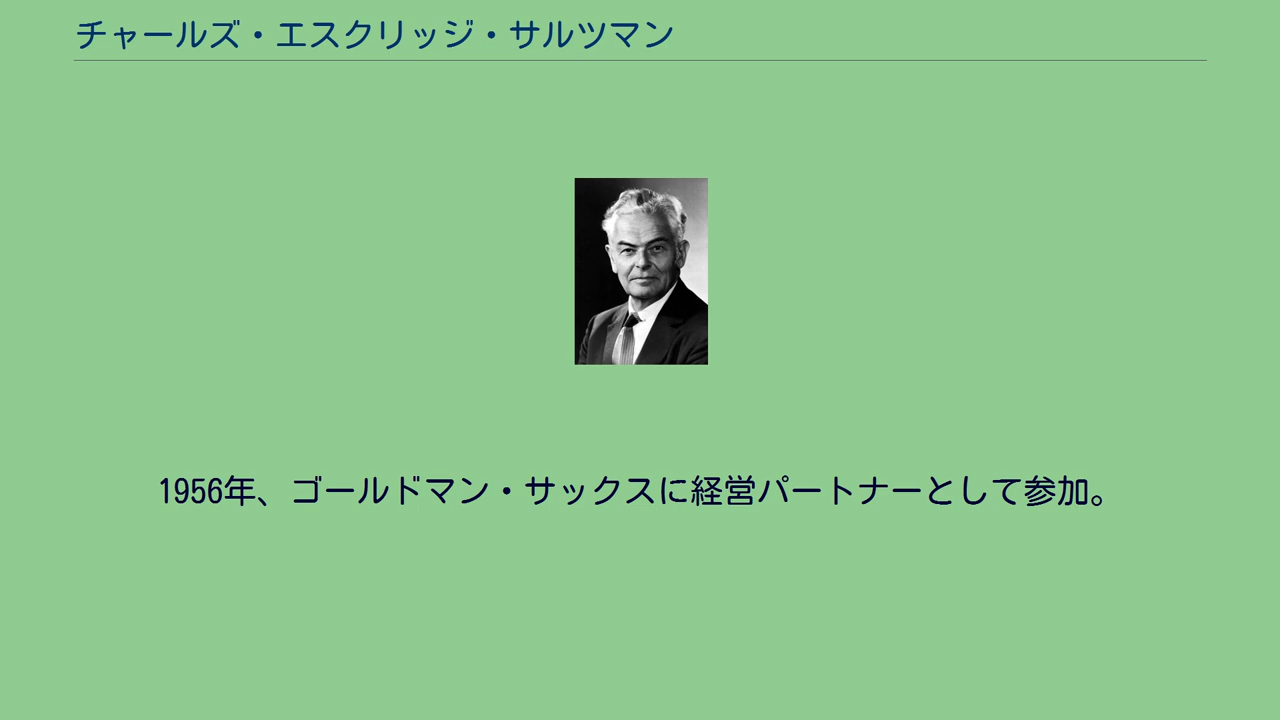 チャールズ・エスクリッジ・サルツマン
1956年、ゴールドマン・サックスに経営パートナーとして参加。